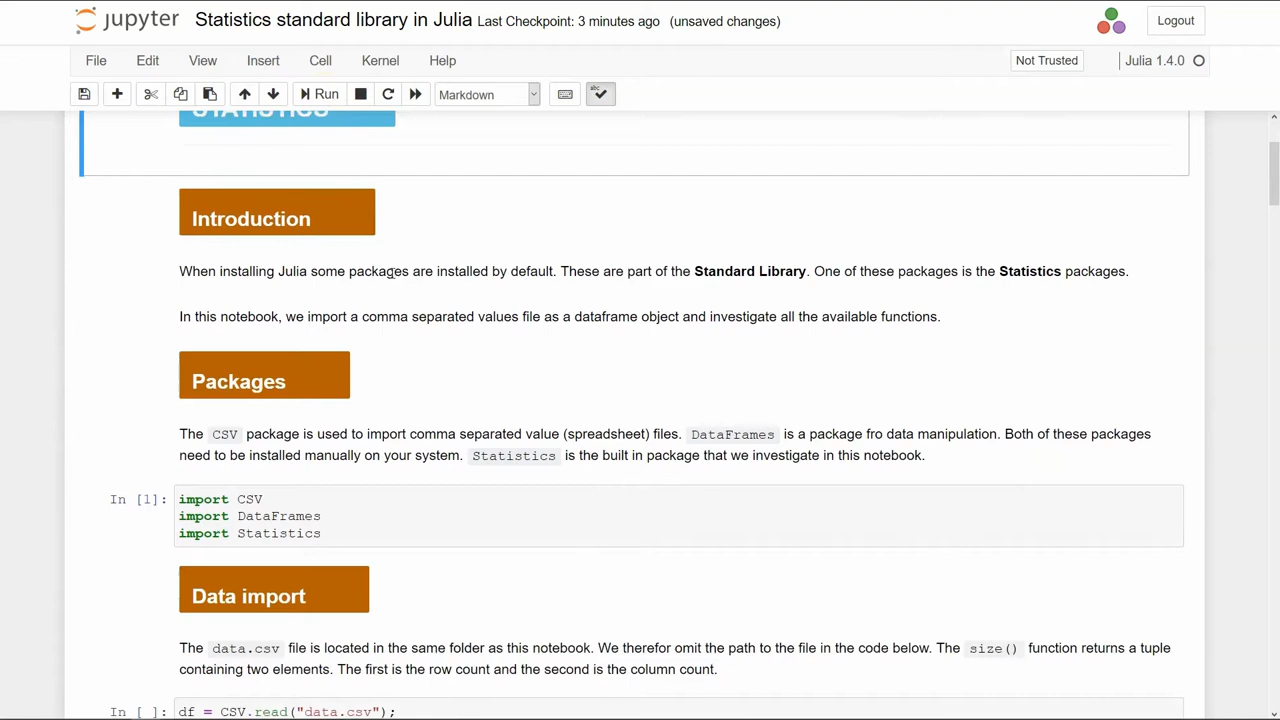 jupyter Statistics standard library in Julia Last Checkpoint: 3 minutes ago (unsaved changes) Logout
File Edit View Insert Cell Kernel Help Not Trusted Julia 1.4.0
Run Markdown
STATISTICS
Introduction
When installing Julia some packages are installed by default. These are part of the Standard Library. One of these packages is the Statistics packages.
In this notebook, we import a comma separated values file as a dataframe object and investigate all the available functions.
Packages
The CSV package is used to import comma separated value (spreadsheet) files. DataFrames is a package fro data manipulation. Both of these packages
need to be installed manually on your system. Statistics is the built in package that we investigate in this notebook.
In [1]: import CSV
import DataFrames
import Statistics
Data import
The data.csv file is located in the same folder as this notebook. We therefor omit the path to the file in the code below. The size() function returns a tuple
containing two elements. The first is the row count and the second is the column count.
In [ ]: df = CSV.read("data.csv");